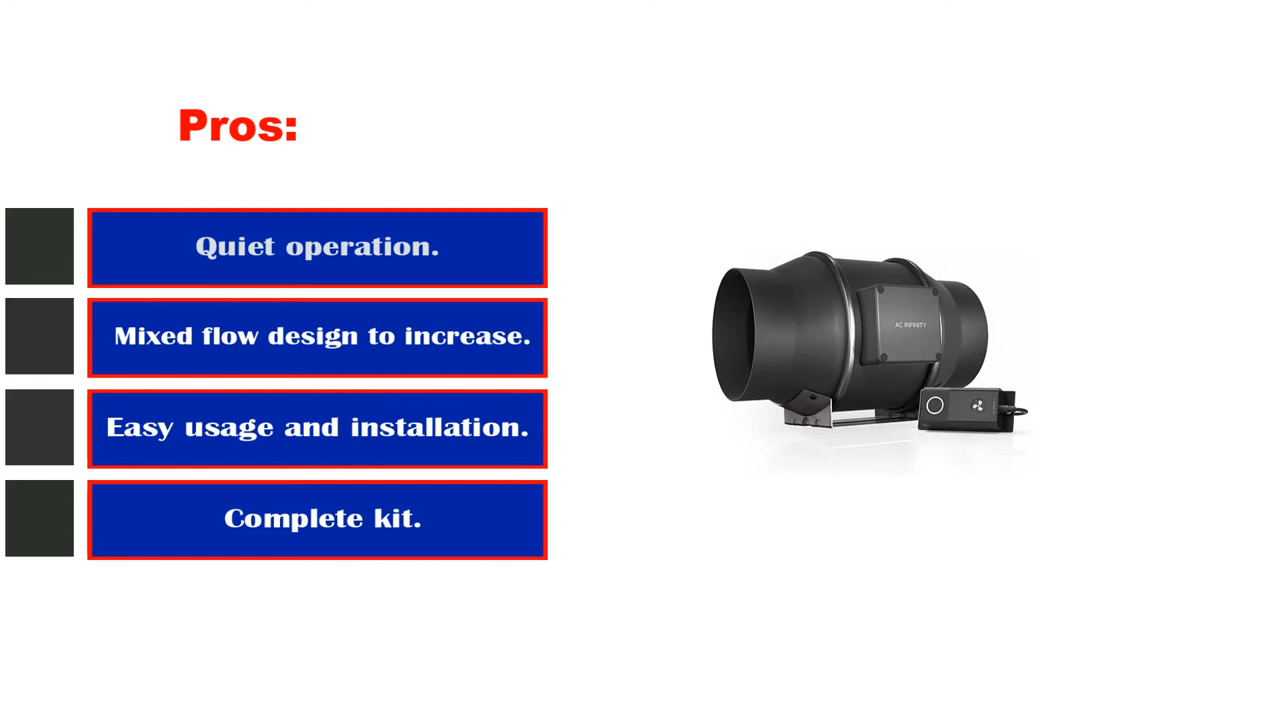 Pros:
Quiet operation.
Mixed flow design to increase.
Easy usage and installation.
Complete kit.
AC INFINITY